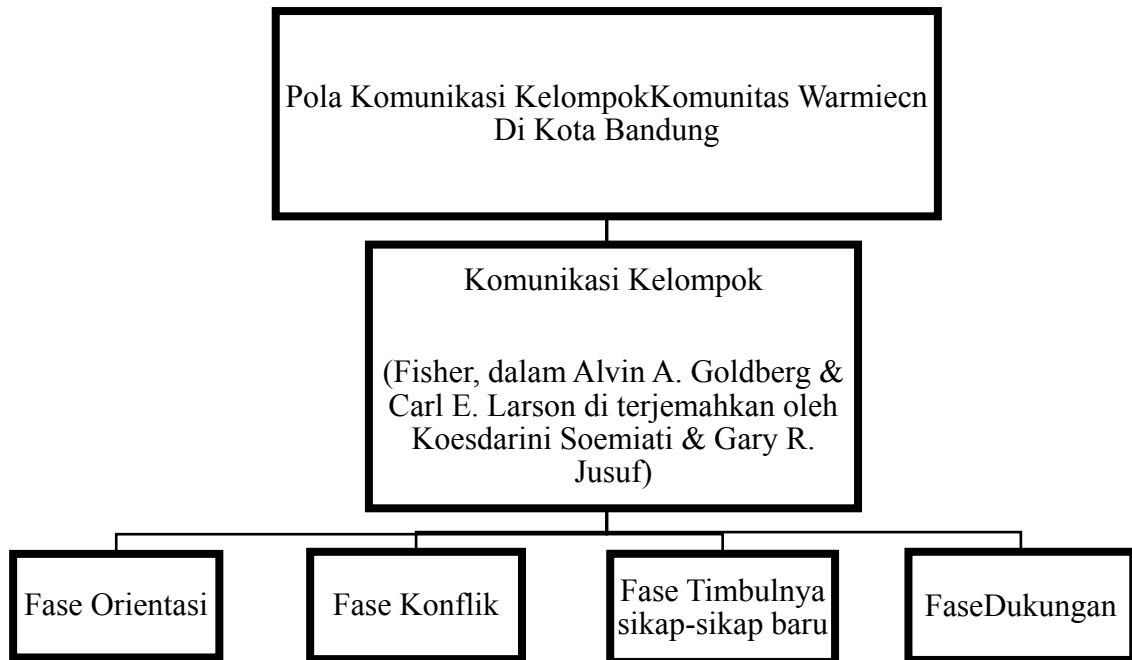 Pola Komunikasi KelompokKomunitas Warmiecn
Di Kota Bandung
Komunikasi Kelompok
(Fisher, dalam Alvin A. Goldberg &
Carl E. Larson di terjemahkan oleh
Koesdarini Soemiati & Gary R.
Jusuf)
Fase Orientasi
Fase Konflik
Fase Timbulnya
sikap-sikap baru
FaseDukungan